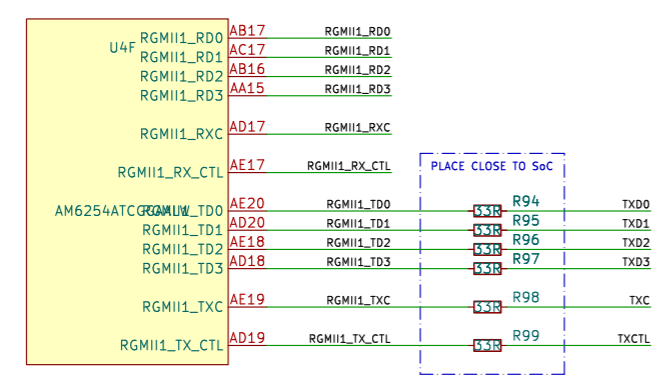 U4F
RGMII1_RD0 AB17 RGMII1_RD0
RGMII1_RD1 AC17 RGMII1_RD1
RGMII1_RD2 AB16 RGMII1_RD2
RGMII1_RD3 AA15 RGMII1_RD3
RGMII1_RXC AD17 RGMII1_RXC
RGMII1_RX_CTL AE17 RGMII1_RX_CTL
PLACE CLOSE TO SoC
RGMII1_TD0 AE20 RGMII1_TD0 33R R94 TXD0
RGMII1_TD1 AD20 RGMII1_TD1 33R R95 TXD1
RGMII1_TD2 AE18 RGMII1_TD2 33R R96 TXD2
RGMII1_TD3 AD18 RGMII1_TD3 33R R97 TXD3
RGMII1_TXC AE19 RGMII1_TXC 33R R98 TXC
RGMII1_TX_CTL AD19 RGMII1_TX_CTL 33R R99 TXCTL